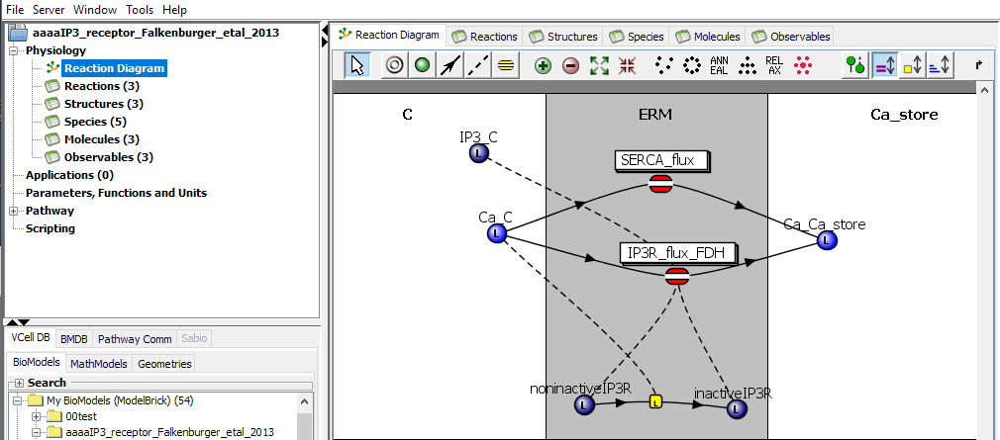 File Server Window Tools Help
aaaaIP3_receptor_Falkenburger_etal_2013
Physiology
Reaction Diagram
Reactions (3)
Structures (3)
Species (5)
Molecules (3)
Observables (3)
Applications (0)
Parameters, Functions and Units
Pathway
Scripting
VCell DB BMDB Pathway Comm Sabio
BioModels MathModels Geometries
Search
My BioModels (ModelBrick) (54)
00test
aaaaIP3_receptor_Falkenburger_etal_2013
Reaction Diagram Reactions Structures Species Molecules Observables
ANN EAL
REL AX
C ERM Ca_store
IP3_C
L
SERCA_flux
Ca_C
L
Ca_Ca_store
L
IP3R_flux_FDH
noninactiveIP3R
L
L
inactiveIP3R
L